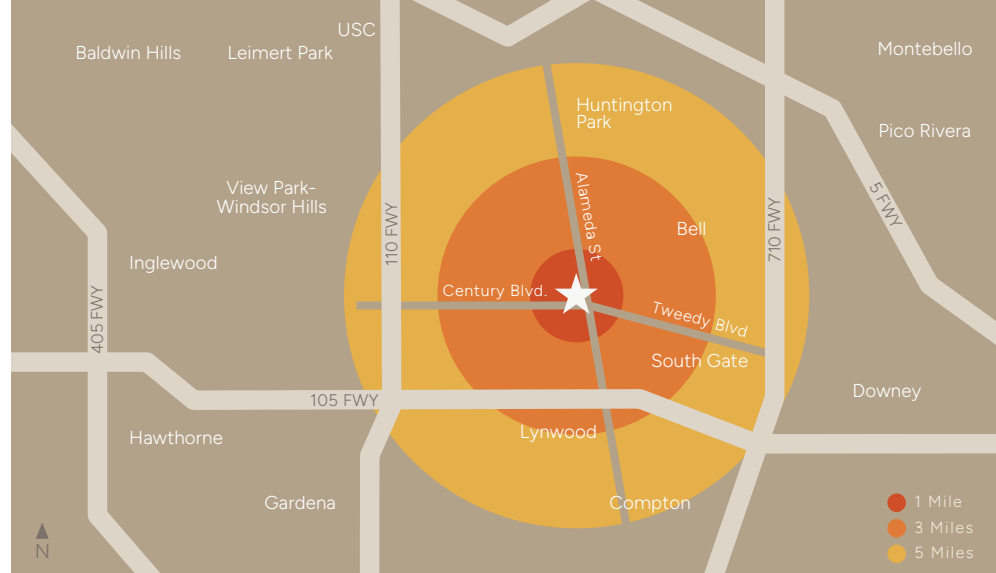 USC
Baldwin Hills
Leimert Park
Montebello
Huntington
Park
Pico Rivera
View Park-
Windsor Hills
Alameda St
110 FWY
710 FWY
5 FWY
Bell
Inglewood
Century Blvd.
405 FWY
Tweedy Blvd
South Gate
Downey
105 FWY
Hawthorne
Lynwood
Gardena
Compton
1 Mile
3 Miles
5 Miles
N